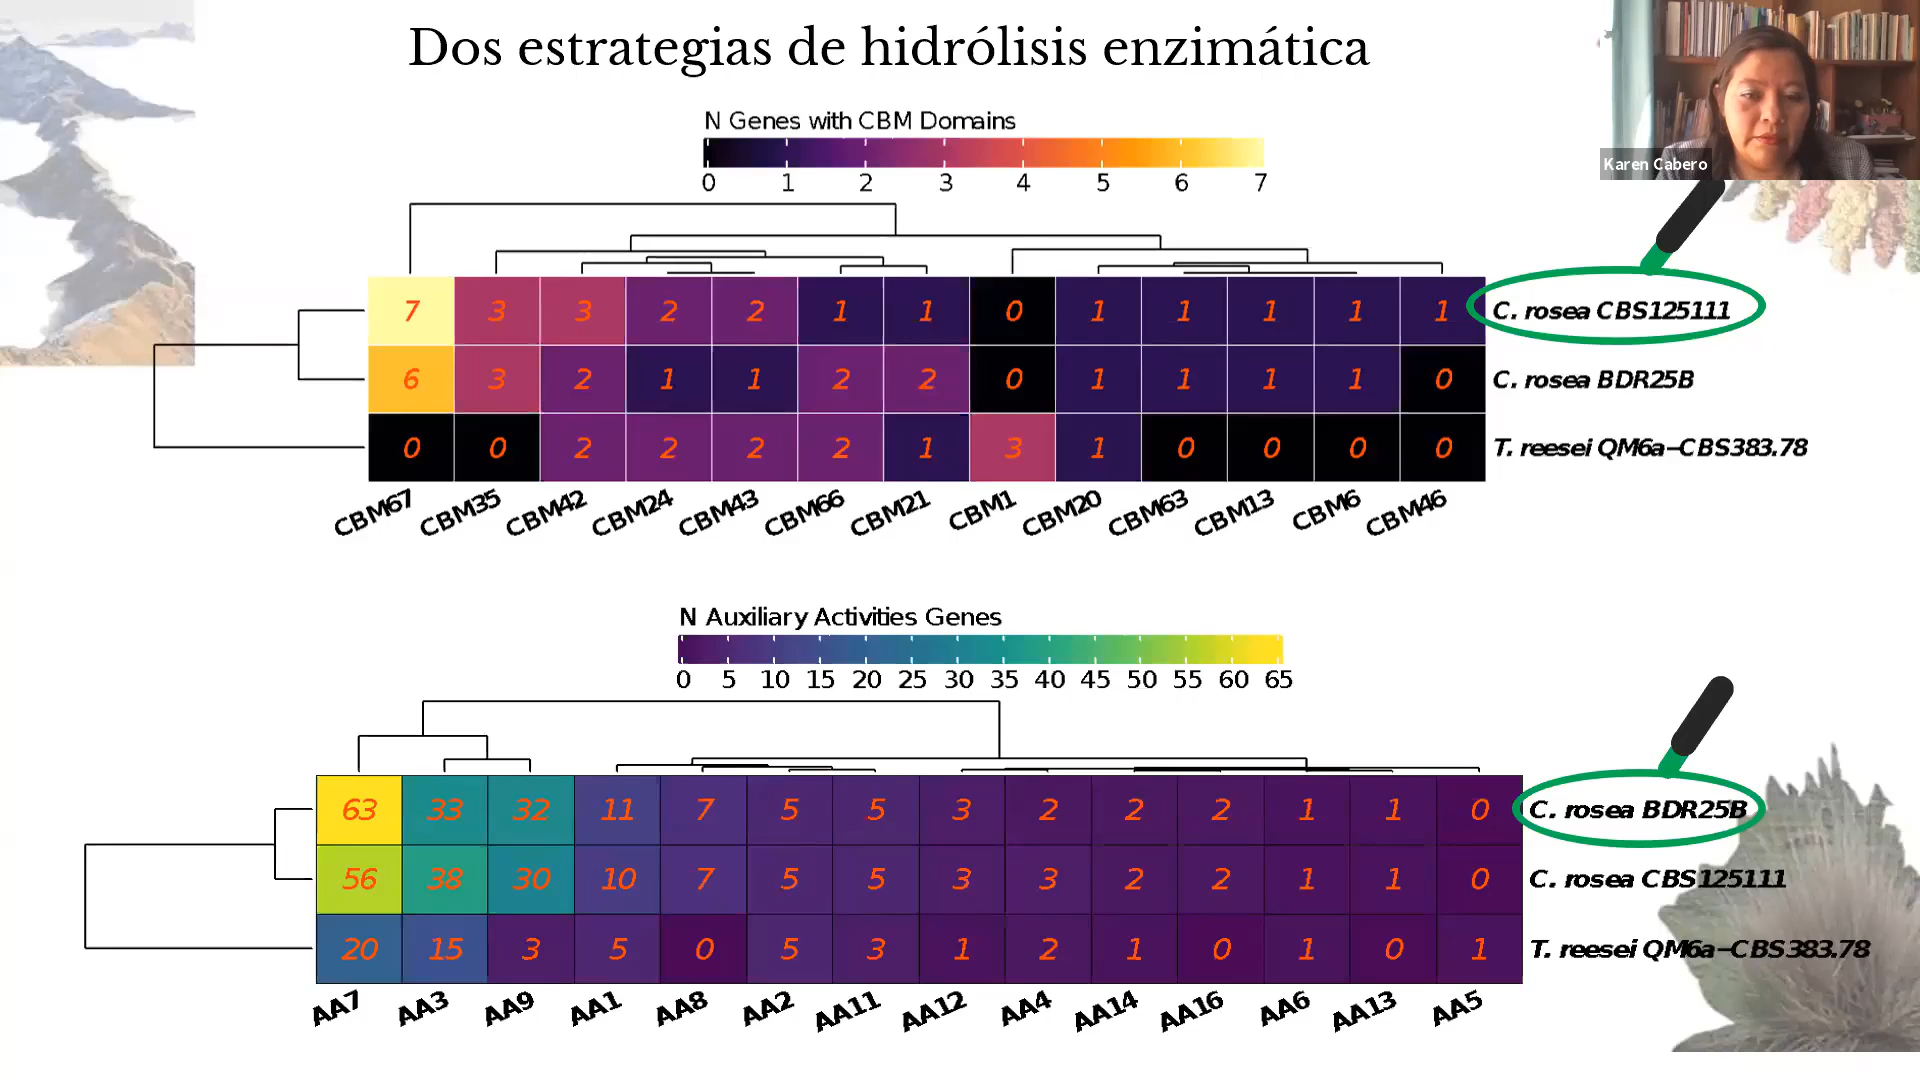 Dos estrategias de hidrólisis enzimática
Karen Cabero
N Genes with CBM Domains
0 1 2 3 4 5 6 7
7 3 3 2 2 1 1 0 1 1 1 1 1 C. rosea CBS125111
6 3 2 1 1 2 2 0 1 1 1 1 0 C. rosea BDR25B
0 0 2 2 2 2 1 3 1 0 0 0 0 T. reesei QM6a-CBS383.78
CBM67 CBM35 CBM42 CBM24 CBM43 CBM66 CBM21 CBM1 CBM20 CBM63 CBM13 CBM6 CBM46
N Auxiliary Activities Genes
0 5 10 15 20 25 30 35 40 45 50 55 60 65
63 33 32 11 7 5 5 3 2 2 2 1 1 0 C. rosea BDR25B
56 38 30 10 7 5 5 3 3 2 2 1 1 0 C. rosea CBS125111
20 15 3 5 0 5 3 1 2 1 0 1 0 1 T. reesei QM6a-CBS383.78
AA7 AA3 AA9 AA1 AA8 AA2 AA11 AA12 AA4 AA14 AA16 AA6 AA13 AA5